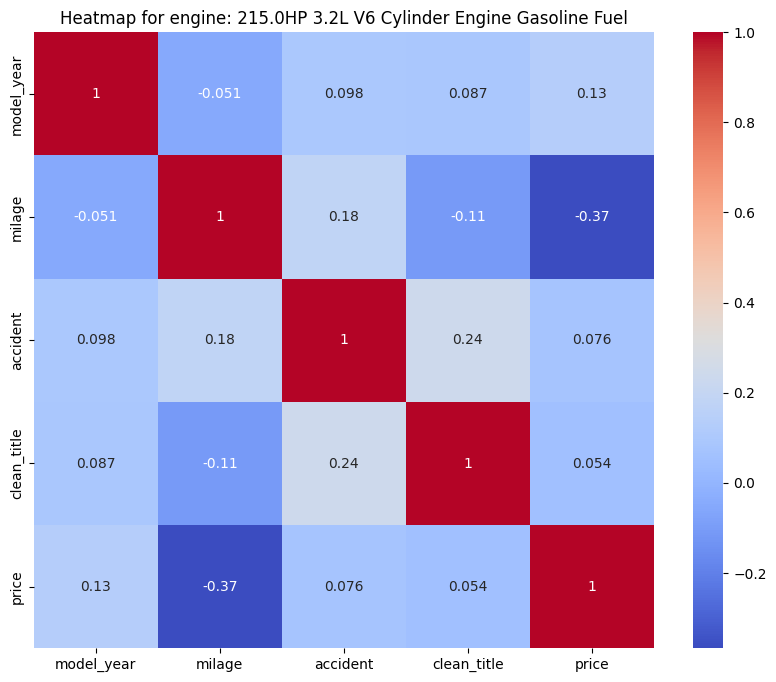 Heatmap for engine: 215.0HP 3.2L V6 Cylinder Engine Gasoline Fuel
model_year 1 -0.051 0.098 0.087 0.13
milage -0.051 1 0.18 -0.11 -0.37
accident 0.098 0.18 1 0.24 0.076
clean_title 0.087 -0.11 0.24 1 0.054
price 0.13 -0.37 0.076 0.054 1
model_year milage accident clean_title price
1.0
0.8
0.6
0.4
0.2
0.0
−0.2